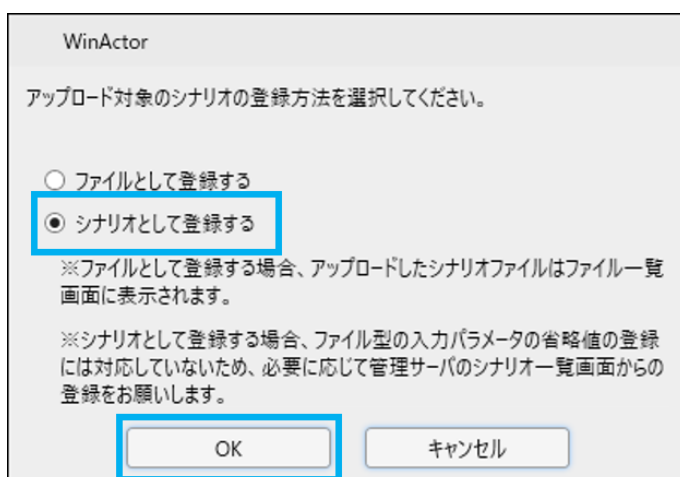 WinActor
アップロード対象のシナリオの登録方法を選択してください。
ファイルとして登録する
シナリオとして登録する
※ファイルとして登録する場合、アップロードしたシナリオファイルはファイル一覧
画面に表示されます。
※シナリオとして登録する場合、ファイル型の入力パラメータの省略値の登録
には対応していないため、必要に応じて管理サーバのシナリオ一覧画面からの
登録をお願いします。
OK
キャンセル